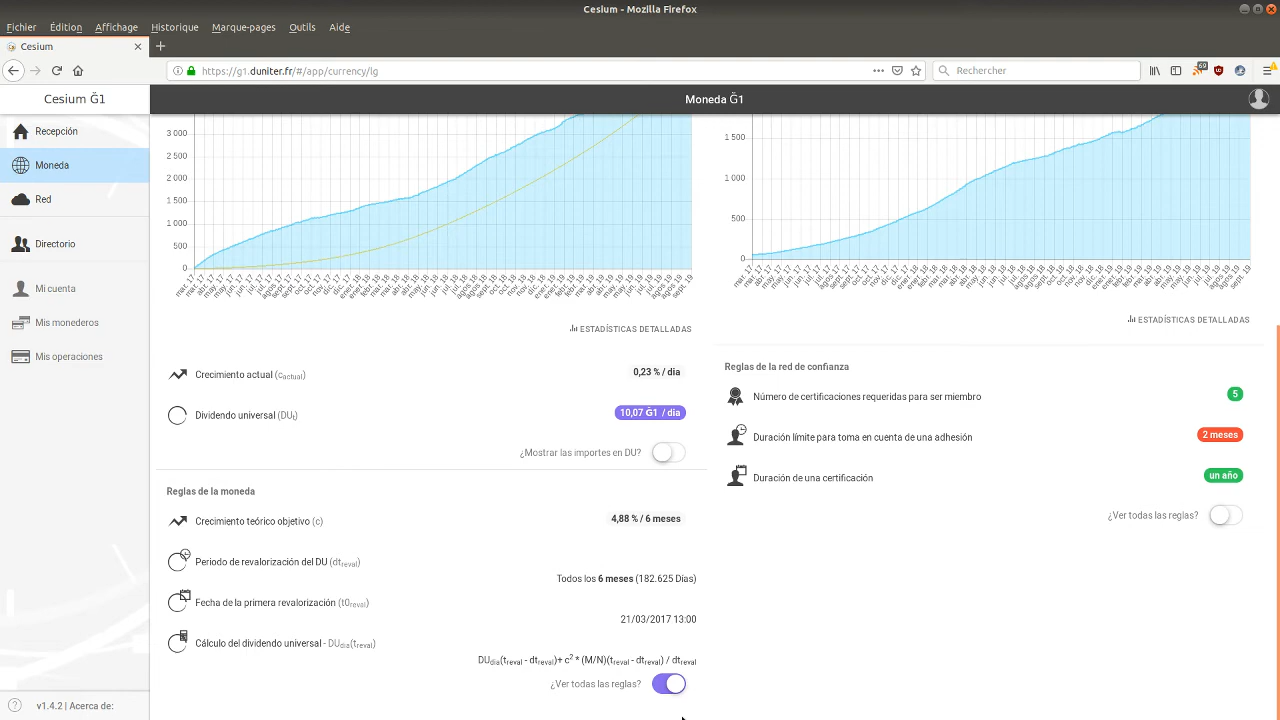 Cesium - Mozilla Firefox
Fichier Édition Affichage Historique Marque-pages Outils Aide
Cesium
https://g1.duniter.fr/#/app/currency/lg
Rechercher
69
Cesium Ğ1
Moneda Ğ1
Recepción
Moneda
Red
Directorio
Mi cuenta
Mis monederos
Mis operaciones
v1.4.2 | Acerca de:
3 000
2 500
2 000
1 500
1 000
500
0
ESTADÍSTICAS DETALLADAS
Crecimiento actual (cactual)
0,23 % / dia
Dividendo universal (DUt)
10,07 Ğ1 / dia
¿Mostrar las importes en DU?
Reglas de la moneda
Crecimiento teórico objetivo (c)
4,88 % / 6 meses
Periodo de revalorización del DU (dtreval)
Todos los 6 meses (182.625 Días)
Fecha de la primera revalorización (t0reval)
21/03/2017 13:00
Cálculo del dividendo universal - DUdia(treval)
DUdia(treval - dtreval)+ c² * (M/N)(treval - dtreval) / dtreval
¿Ver todas las reglas?
1 500
1 000
500
0
ESTADÍSTICAS DETALLADAS
Reglas de la red de confianza
Número de certificaciones requeridas para ser miembro
5
Duración límite para toma en cuenta de una adhesión
2 meses
Duración de una certificación
un año
¿Ver todas las reglas?